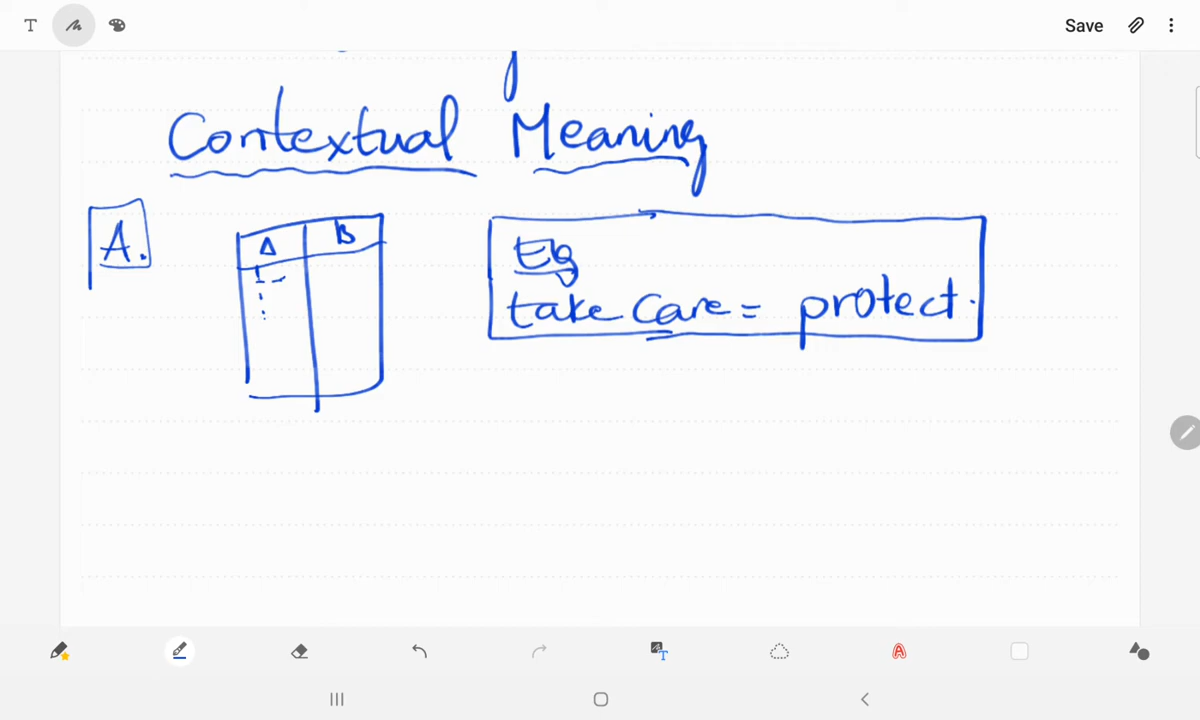 T Save
Contextual Meaning
A.
A B
Eg
take care = protect.
T A